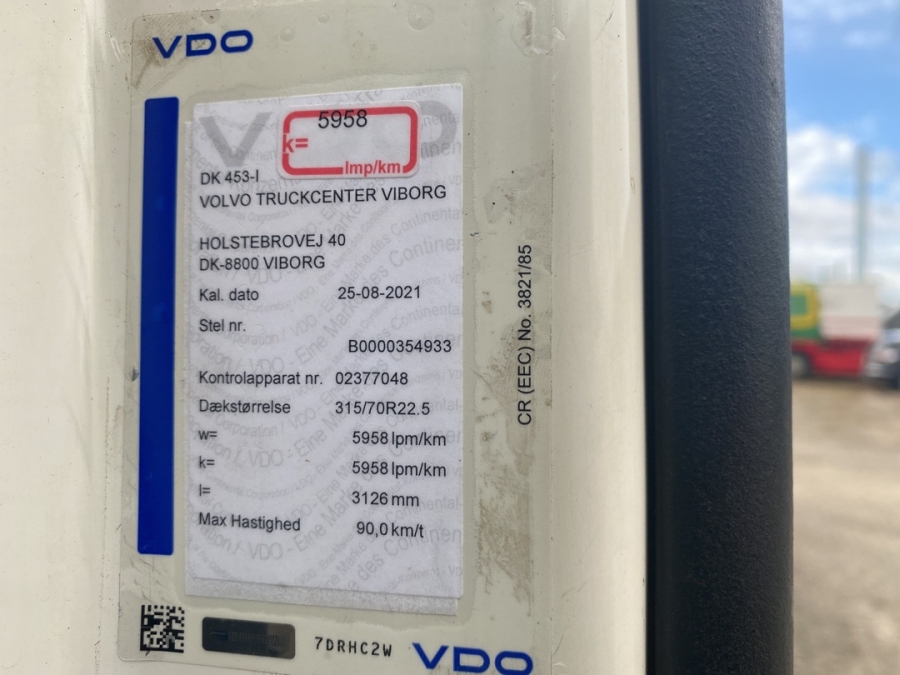 VDO
5958
k=
Imp/km
DK 453-I
VOLVO TRUCKCENTER VIBORG
HOLSTEBROVEJ 40
DK-8800 VIBORG
Kal. dato 25-08-2021
Stel nr.
B0000354933
Kontrolapparat nr. 02377048
Dækstørrelse 315/70R22.5
w= 5958 lpm/km
k= 5958 lpm/km
l= 3126 mm
Max Hastighed 90,0 km/t
CR (EEC) No. 3821/85
7DRHC2W
VDO